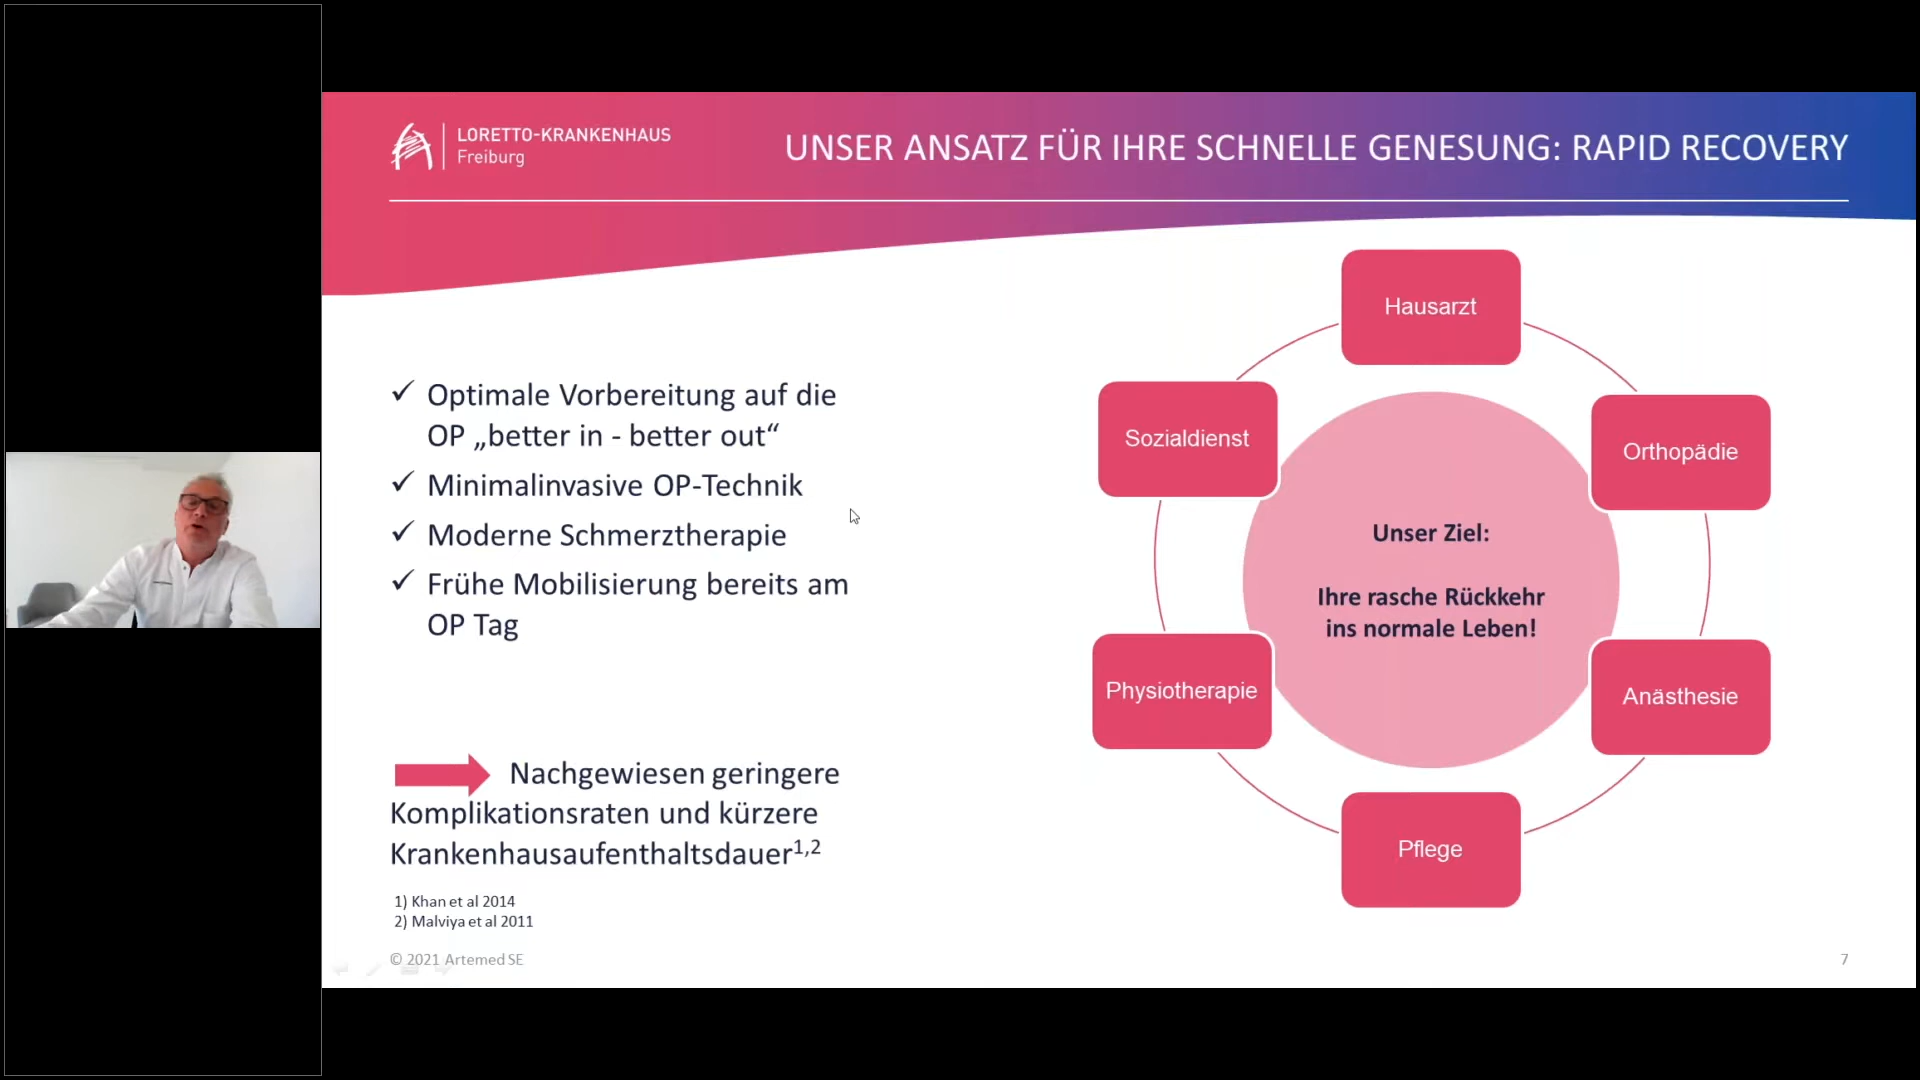 LORETTO-KRANKENHAUS
Freiburg
UNSER ANSATZ FÜR IHRE SCHNELLE GENESUNG: RAPID RECOVERY
✓ Optimale Vorbereitung auf die
OP „better in - better out“
✓ Minimalinvasive OP-Technik
✓ Moderne Schmerztherapie
✓ Frühe Mobilisierung bereits am
OP Tag
Nachgewiesen geringere
Komplikationsraten und kürzere
Krankenhausaufenthaltsdauer1,2
1) Khan et al 2014
2) Malviya et al 2011
Hausarzt
Orthopädie
Anästhesie
Pflege
Physiotherapie
Sozialdienst
Unser Ziel:
Ihre rasche Rückkehr
ins normale Leben!
© 2021 Artemed SE
7